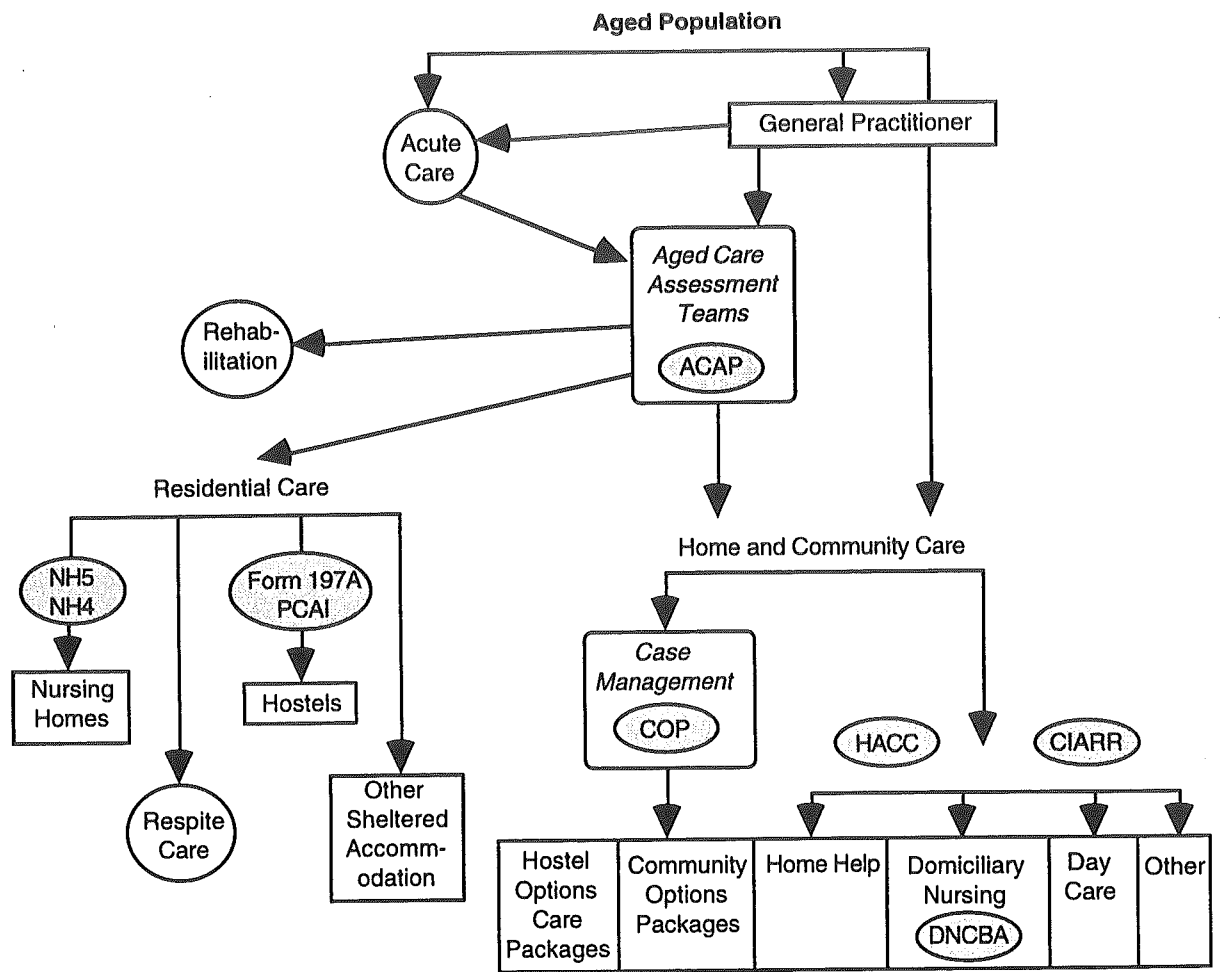 Aged Population
General Practitioner
Acute
Care
Aged Care
Assessment
Teams
ACAP
Rehab-
ilitation
Residential Care
NH5
NH4
Form 197A
PCAI
Nursing
Homes
Hostels
Respite
Care
Other
Sheltered
Accomm-
odation
Home and Community Care
Case
Management
COP
HACC
CIARR
Hostel
Options
Care
Packages
Community
Options
Packages
Home Help
Domiciliary
Nursing
DNCBA
Day
Care
Other